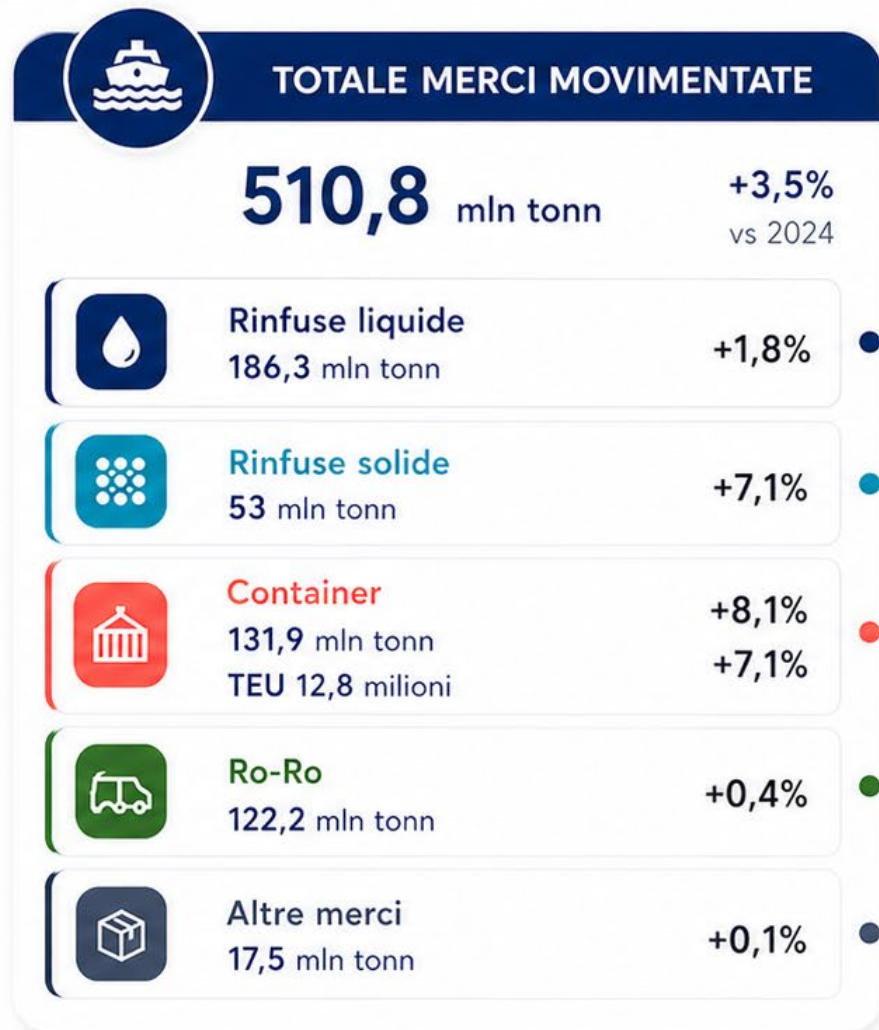 TOTALE MERCI MOVIMENTATE
510,8 mln tonn
+3,5%
vs 2024
Rinfuse liquide
186,3 mln tonn
+1,8%
Rinfuse solide
53 mln tonn
+7,1%
Container
131,9 mln tonn
+8,1%
TEU 12,8 milioni
+7,1%
Ro-Ro
122,2 mln tonn
+0,4%
Altre merci
17,5 mln tonn
+0,1%